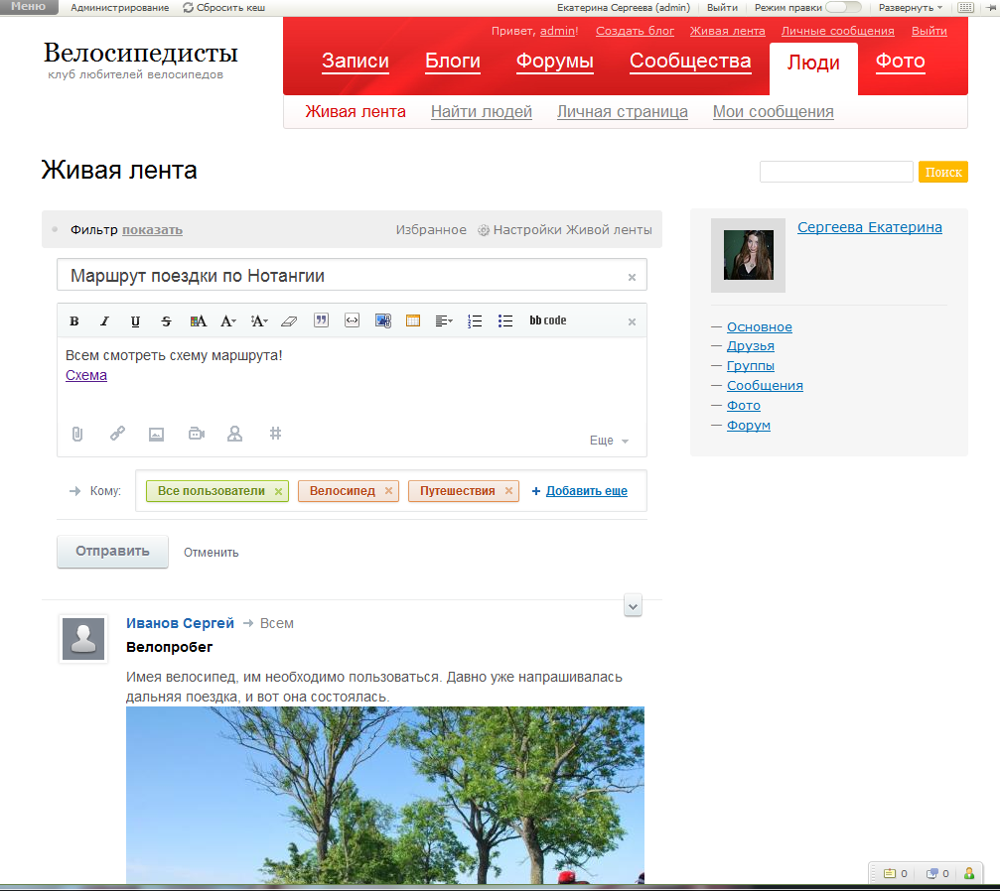 Меню Администрирование Сбросить кеш Екатерина Сергеева (admin) Выйти Режим правки Развернуть
Привет, admin! Создать блог Живая лента Личные сообщения Выйти
Велосипедисты
клуб любителей велосипедов
Записи Блоги Форумы Сообщества Люди Фото
Живая лента Найти людей Личная страница Мои сообщения
Живая лента
Поиск
Фильтр показать Избранное Настройки Живой ленты
Сергеева Екатерина
Маршрут поездки по Нотангии
B I U S A A A bb code
Всем смотреть схему маршрута!
Схема
Еще
— Основное
— Друзья
— Группы
— Сообщения
— Фото
— Форум
Кому: Все пользователи Велосипед Путешествия + Добавить еще
Отправить Отменить
Иванов Сергей Всем
Велопробег
Имея велосипед, им необходимо пользоваться. Давно уже напрашивалась
дальняя поездка, и вот она состоялась.
0 0